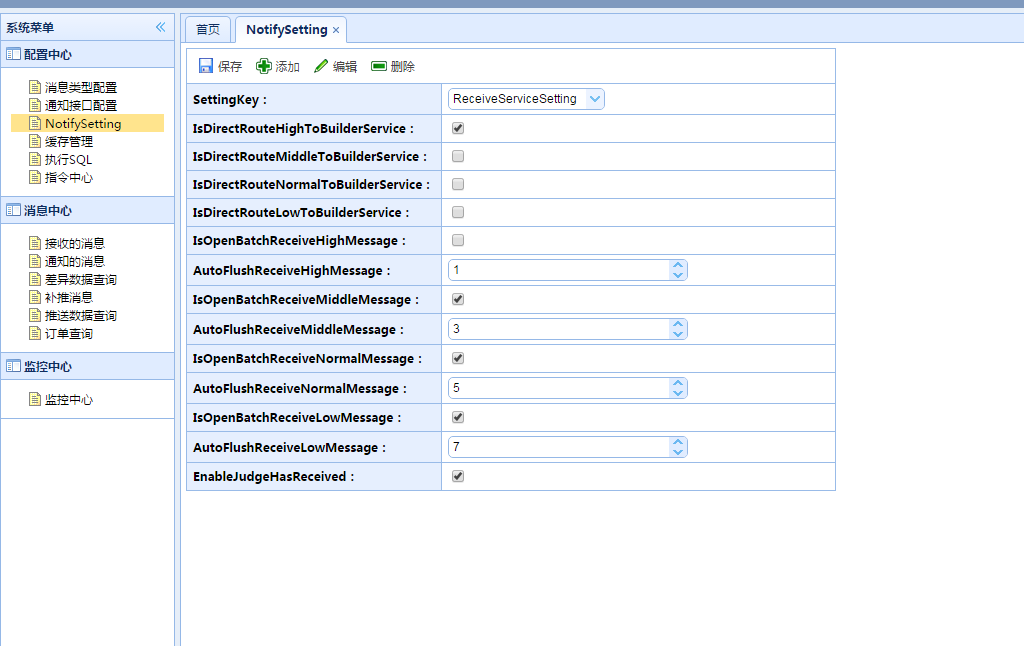 系统菜单
配置中心
消息类型配置
通知接口配置
NotifySetting
缓存管理
执行SQL
指令中心
消息中心
接收的消息
通知的消息
差异数据查询
补推消息
推送数据查询
订单查询
监控中心
监控中心
首页 NotifySetting
保存 添加 编辑 删除
SettingKey : ReceiveServiceSetting
IsDirectRouteHighToBuilderService :
IsDirectRouteMiddleToBuilderService :
IsDirectRouteNormalToBuilderService :
IsDirectRouteLowToBuilderService :
IsOpenBatchReceiveHighMessage :
AutoFlushReceiveHighMessage : 1
IsOpenBatchReceiveMiddleMessage :
AutoFlushReceiveMiddleMessage : 3
IsOpenBatchReceiveNormalMessage :
AutoFlushReceiveNormalMessage : 5
IsOpenBatchReceiveLowMessage :
AutoFlushReceiveLowMessage : 7
EnableJudgeHasReceived :